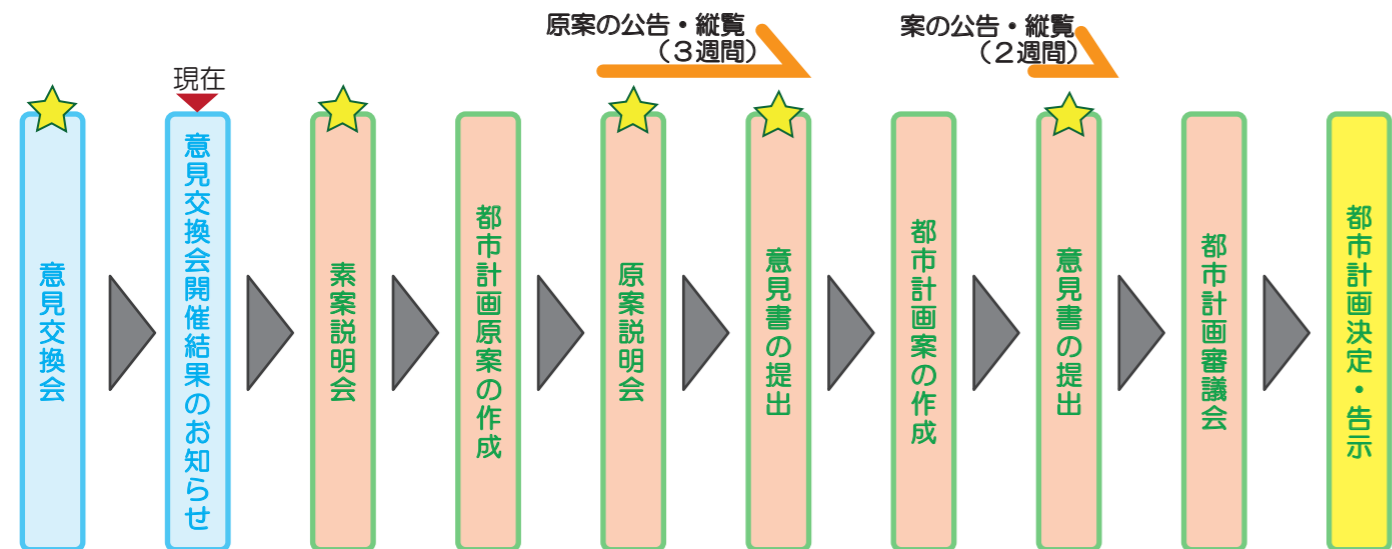 原案の公告・縦覧
（３週間）
案の公告・縦覧
（２週間）
現在
意見交換会
意見交換会開催結果のお知らせ
素案説明会
都市計画原案の作成
原案説明会
意見書の提出
都市計画案の作成
意見書の提出
都市計画審議会
都市計画決定・告示